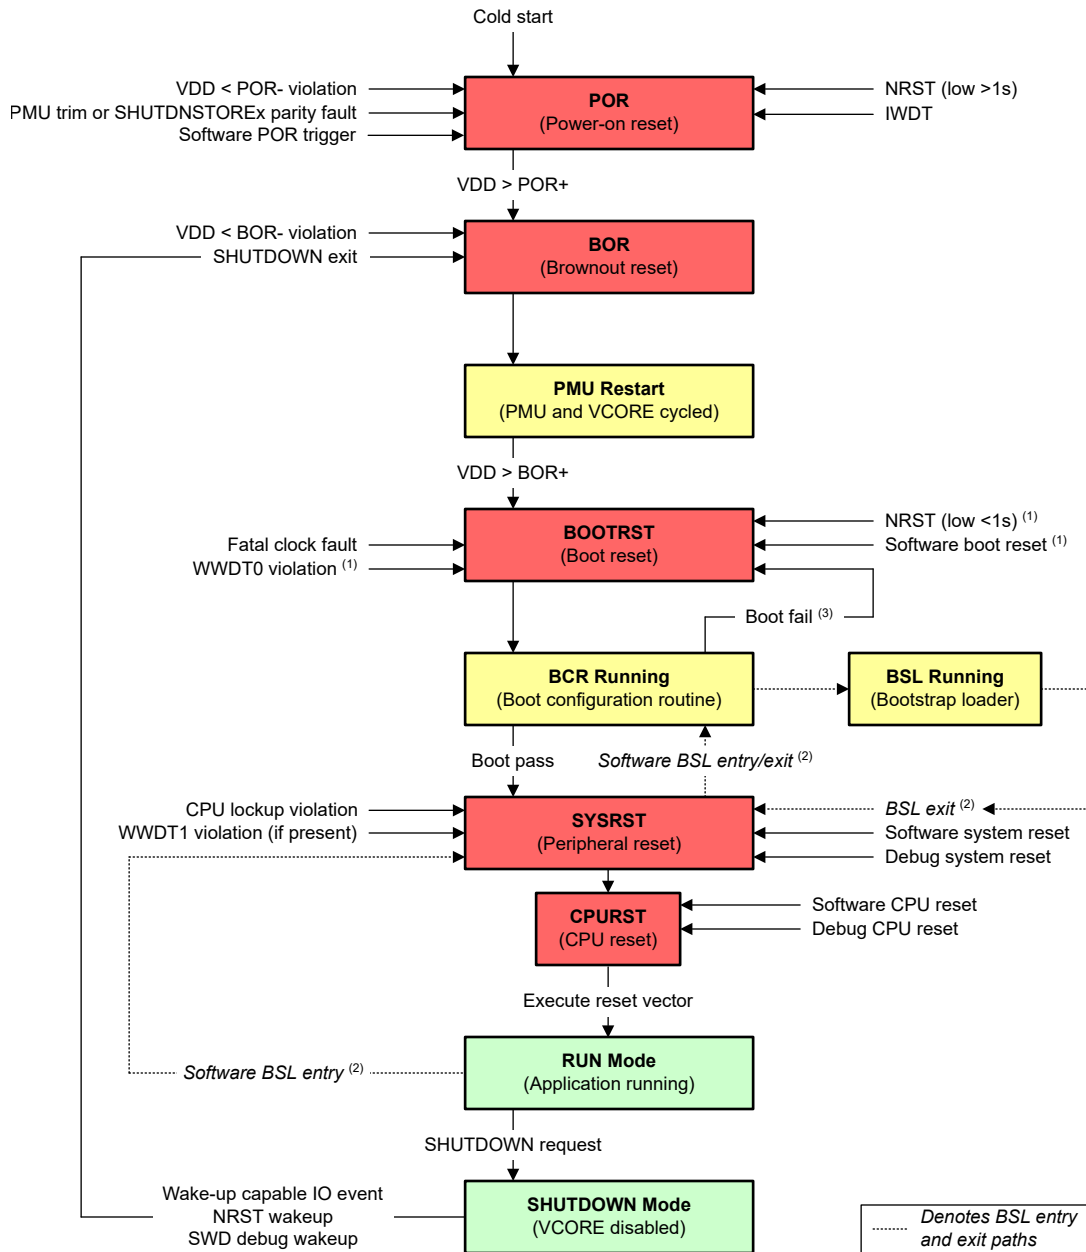 Cold start
VDD < POR- violation
PMU trim or SHUTDNSTOREx parity fault
Software POR trigger
POR
(Power-on reset)
NRST (low >1s)
IWDT
VDD > POR+
VDD < BOR- violation
SHUTDOWN exit
BOR
(Brownout reset)
PMU Restart
(PMU and VCORE cycled)
VDD > BOR+
Fatal clock fault
WWDT0 violation (1)
BOOTRST
(Boot reset)
NRST (low <1s) (1)
Software boot reset (1)
Boot fail (3)
BCR Running
(Boot configuration routine)
BSL Running
(Bootstrap loader)
Boot pass
Software BSL entry/exit (2)
CPU lockup violation
WWDT1 violation (if present)
SYSRST
(Peripheral reset)
BSL exit (2)
Software system reset
Debug system reset
CPURST
(CPU reset)
Software CPU reset
Debug CPU reset
Execute reset vector
RUN Mode
(Application running)
Software BSL entry (2)
SHUTDOWN request
Wake-up capable IO event
NRST wakeup
SWD debug wakeup
SHUTDOWN Mode
(VCORE disabled)
Denotes BSL entry
and exit paths